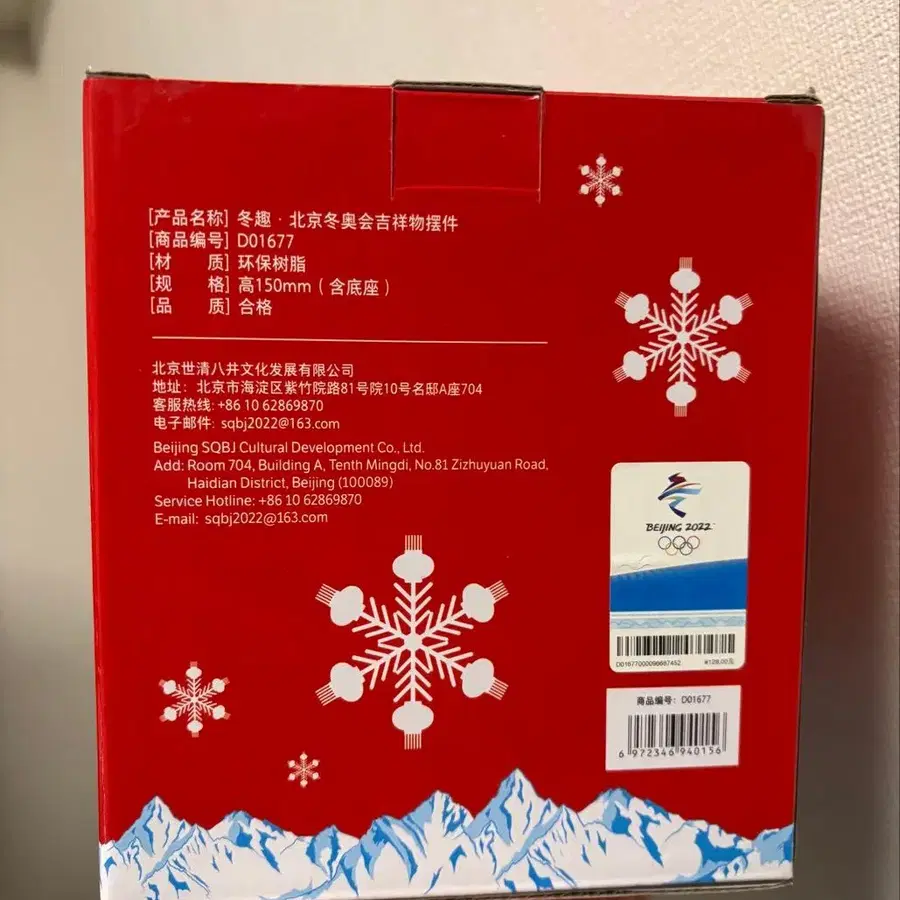 [产品名称] 冬趣 · 北京冬奥会吉祥物摆件
[商品编号] D01677
[材 质] 环保树脂
[规 格] 高150mm（含底座）
[品 质] 合格
北京世清八井文化发展有限公司
地址: 北京市海淀区紫竹院路81号院10号名邸A座704
客服热线: +86 10 62869870
电子邮件: sqbj2022@163.com
Beijing SQBJ Cultural Development Co., Ltd.
Add: Room 704, Building A, Tenth Mingdi, No.81 Zizhuyuan Road,
Haidian District, Beijing (100089)
Service Hotline: +86 10 62869870
E-mail: sqbj2022@163.com
BEIJING 2022
D01677000096667452 ¥128.00元
商品编号: D01677
6 972346 940156